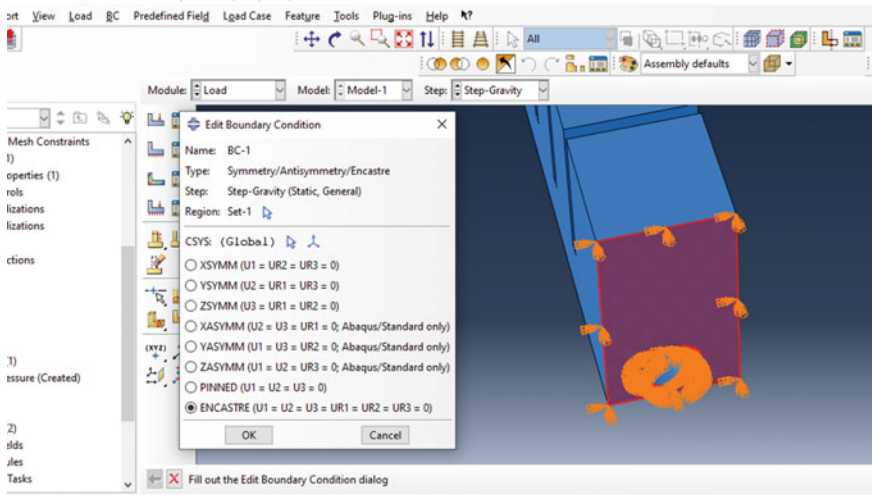 ort View Load BC Predefined Field Load Case Feature Tools Plug-ins Help
All
Assembly defaults
Module: Load Model: Model-1 Step: Step-Gravity
Mesh Constraints
1)
operties (1)
rols
lizations
lizations
ctions
1)
essure (Created)
2)
elds
ules
Tasks
(XYZ)
Edit Boundary Condition
Name: BC-1
Type: Symmetry/Antisymmetry/Encastre
Step: Step-Gravity (Static, General)
Region: Set-1
CSYS: (Global)
XSYMM (U1 = UR2 = UR3 = 0)
YSYMM (U2 = UR1 = UR3 = 0)
ZSYMM (U3 = UR1 = UR2 = 0)
XASYMM (U2 = U3 = UR1 = 0; Abaqus/Standard only)
YASYMM (U1 = U3 = UR2 = 0; Abaqus/Standard only)
ZASYMM (U1 = U2 = UR3 = 0; Abaqus/Standard only)
PINNED (U1 = U2 = U3 = 0)
ENCASTRE (U1 = U2 = U3 = UR1 = UR2 = UR3 = 0)
OK Cancel
Fill out the Edit Boundary Condition dialog